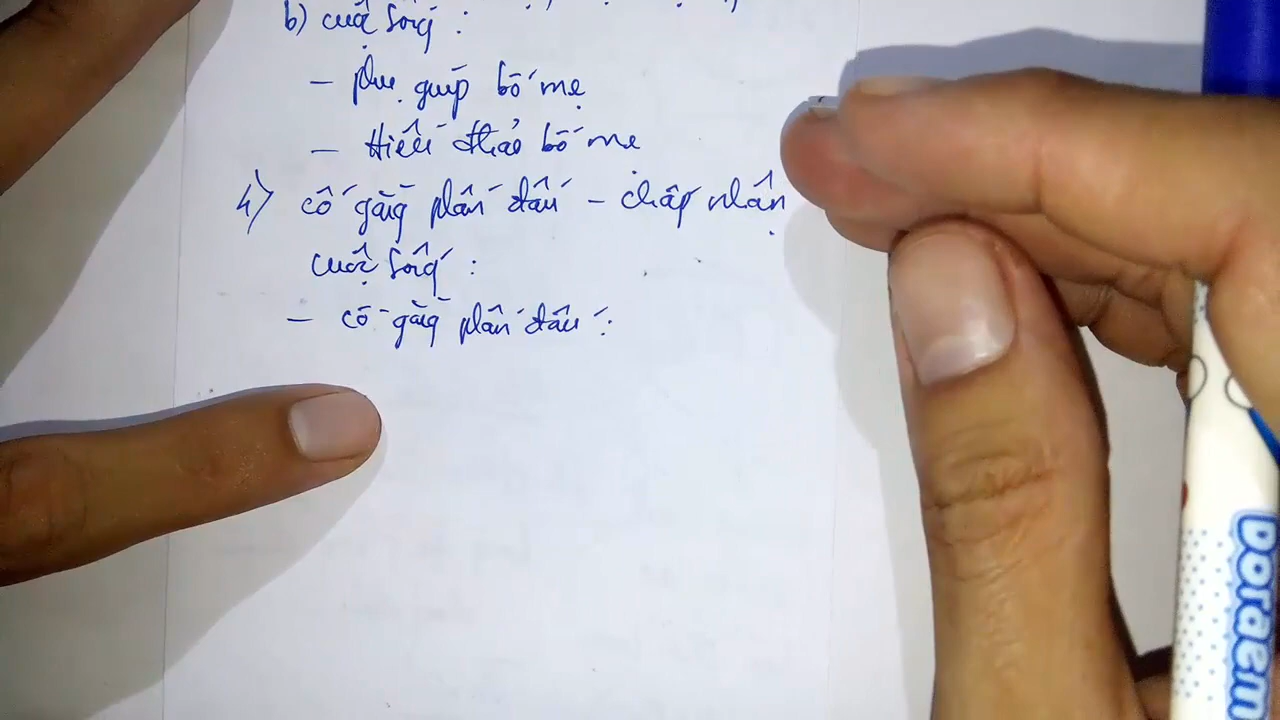 b) cuộc sống :
– phụ giúp bố mẹ
– Hiếu thảo bố mẹ
4) cố gắng phấn đấu – chấp nhận
cuộc sống :
– cố gắng phấn đấu :
Doraem